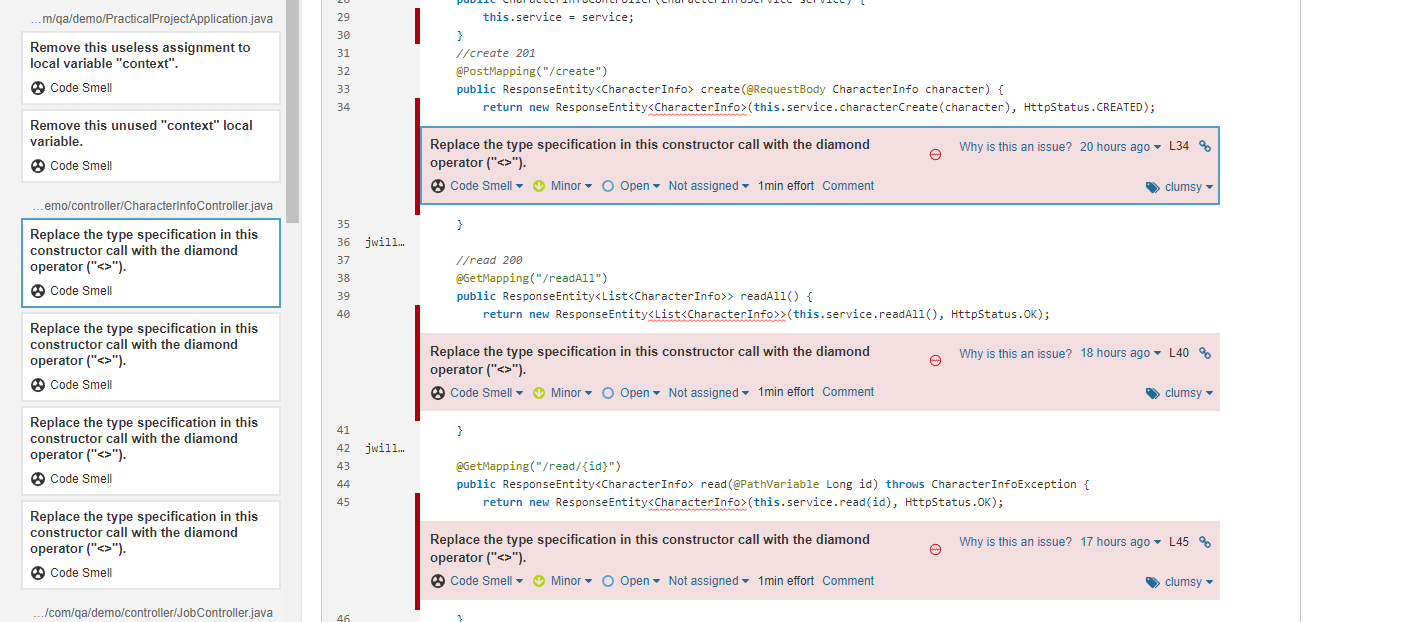 …m/qa/demo/PracticalProjectApplication.java
Remove this useless assignment to
local variable "context".
Code Smell
Remove this unused "context" local
variable.
Code Smell
…emo/controller/CharacterInfoController.java
Replace the type specification in this
constructor call with the diamond
operator ("<>").
Code Smell
Replace the type specification in this
constructor call with the diamond
operator ("<>").
Code Smell
Replace the type specification in this
constructor call with the diamond
operator ("<>").
Code Smell
Replace the type specification in this
constructor call with the diamond
operator ("<>").
Code Smell
…/com/qa/demo/controller/JobController.java
28 public CharacterInfoController(CharacterInfoService service) {
29 this.service = service;
30 }
31 //create 201
32 @PostMapping("/create")
33 public ResponseEntity<CharacterInfo> create(@RequestBody CharacterInfo character) {
34 return new ResponseEntity<CharacterInfo>(this.service.characterCreate(character), HttpStatus.CREATED);
Replace the type specification in this constructor call with the diamond Why is this an issue? 20 hours ago L34
operator ("<>").
Code Smell Minor Open Not assigned 1min effort Comment clumsy
35 }
36 jwill…
37 //read 200
38 @GetMapping("/readAll")
39 public ResponseEntity<List<CharacterInfo>> readAll() {
40 return new ResponseEntity<List<CharacterInfo>>(this.service.readAll(), HttpStatus.OK);
Replace the type specification in this constructor call with the diamond Why is this an issue? 18 hours ago L40
operator ("<>").
Code Smell Minor Open Not assigned 1min effort Comment clumsy
41 }
42 jwill…
43 @GetMapping("/read/{id}")
44 public ResponseEntity<CharacterInfo> read(@PathVariable Long id) throws CharacterInfoException {
45 return new ResponseEntity<CharacterInfo>(this.service.read(id), HttpStatus.OK);
Replace the type specification in this constructor call with the diamond Why is this an issue? 17 hours ago L45
operator ("<>").
Code Smell Minor Open Not assigned 1min effort Comment clumsy
46 }